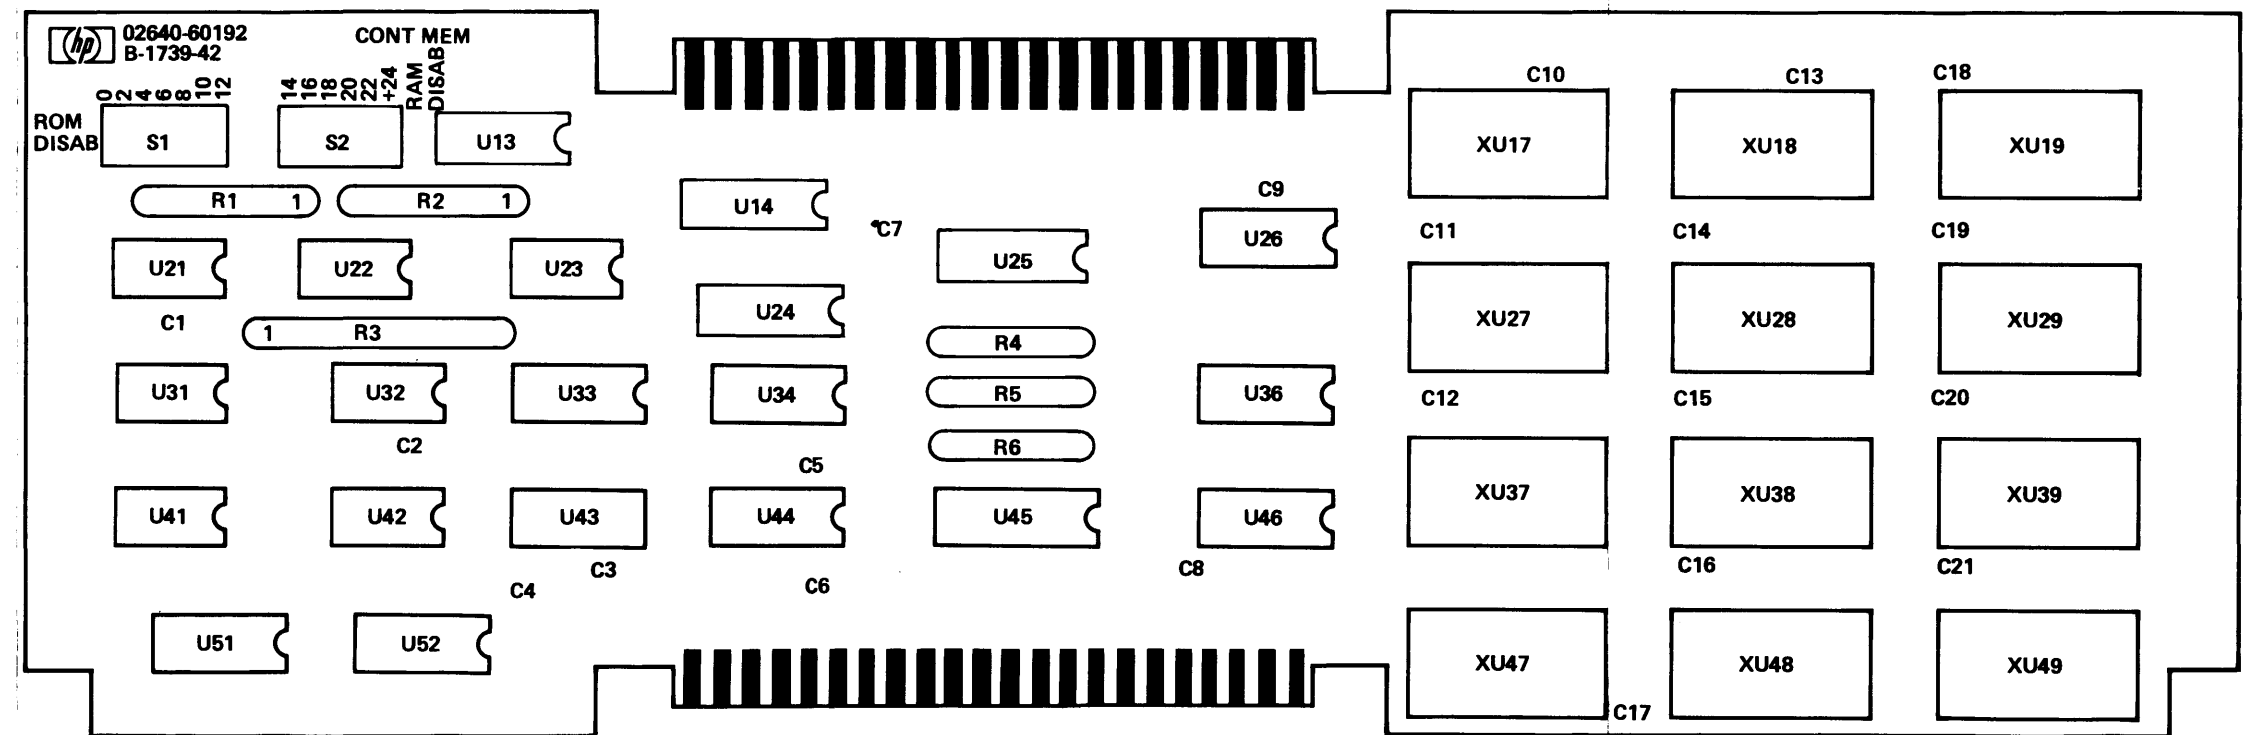 hp
02640-60192
B-1739-42
CONT MEM
0 2 4 6 8 10 12
14 16 18 20 22 +24
RAM DISAB
ROM
DISAB
S1
S2
U13
R1 1
R2 1
U14
C7
C9
U21
U22
U23
U25
U26
C1
1 R3
U24
R4
U31
U32
U33
U34
R5
U36
C2
R6
C5
U41
U42
U43
U44
U45
U46
C3
C4
C6
C8
U51
U52
C10
C13
C18
XU17
XU18
XU19
C11
C14
C19
XU27
XU28
XU29
C12
C15
C20
XU37
XU38
XU39
C16
C21
XU47
XU48
XU49
C17